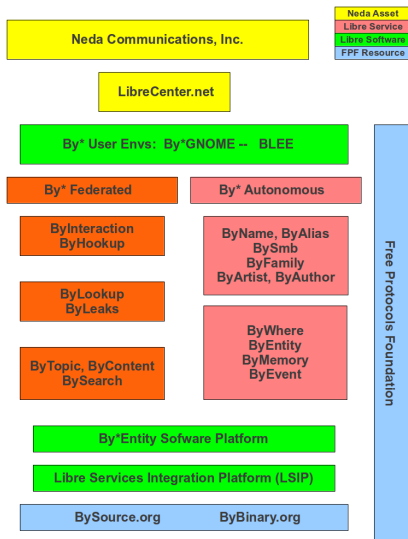 Neda Communications, Inc.
Neda Asset
Libre Service
Libre Software
FPF Resource
LibreCenter.net
By* User Envs: By*GNOME -- BLEE
By* Federated
By* Autonomous
ByInteraction
ByHookup
ByName, ByAlias
BySmb
ByFamily
ByArtist, ByAuthor
ByLookup
ByLeaks
ByWhere
ByEntity
ByMemory
ByEvent
ByTopic, ByContent
BySearch
Free Protocols Foundation
By*Entity Sofware Platform
Libre Services Integration Platform (LSIP)
BySource.org ByBinary.org